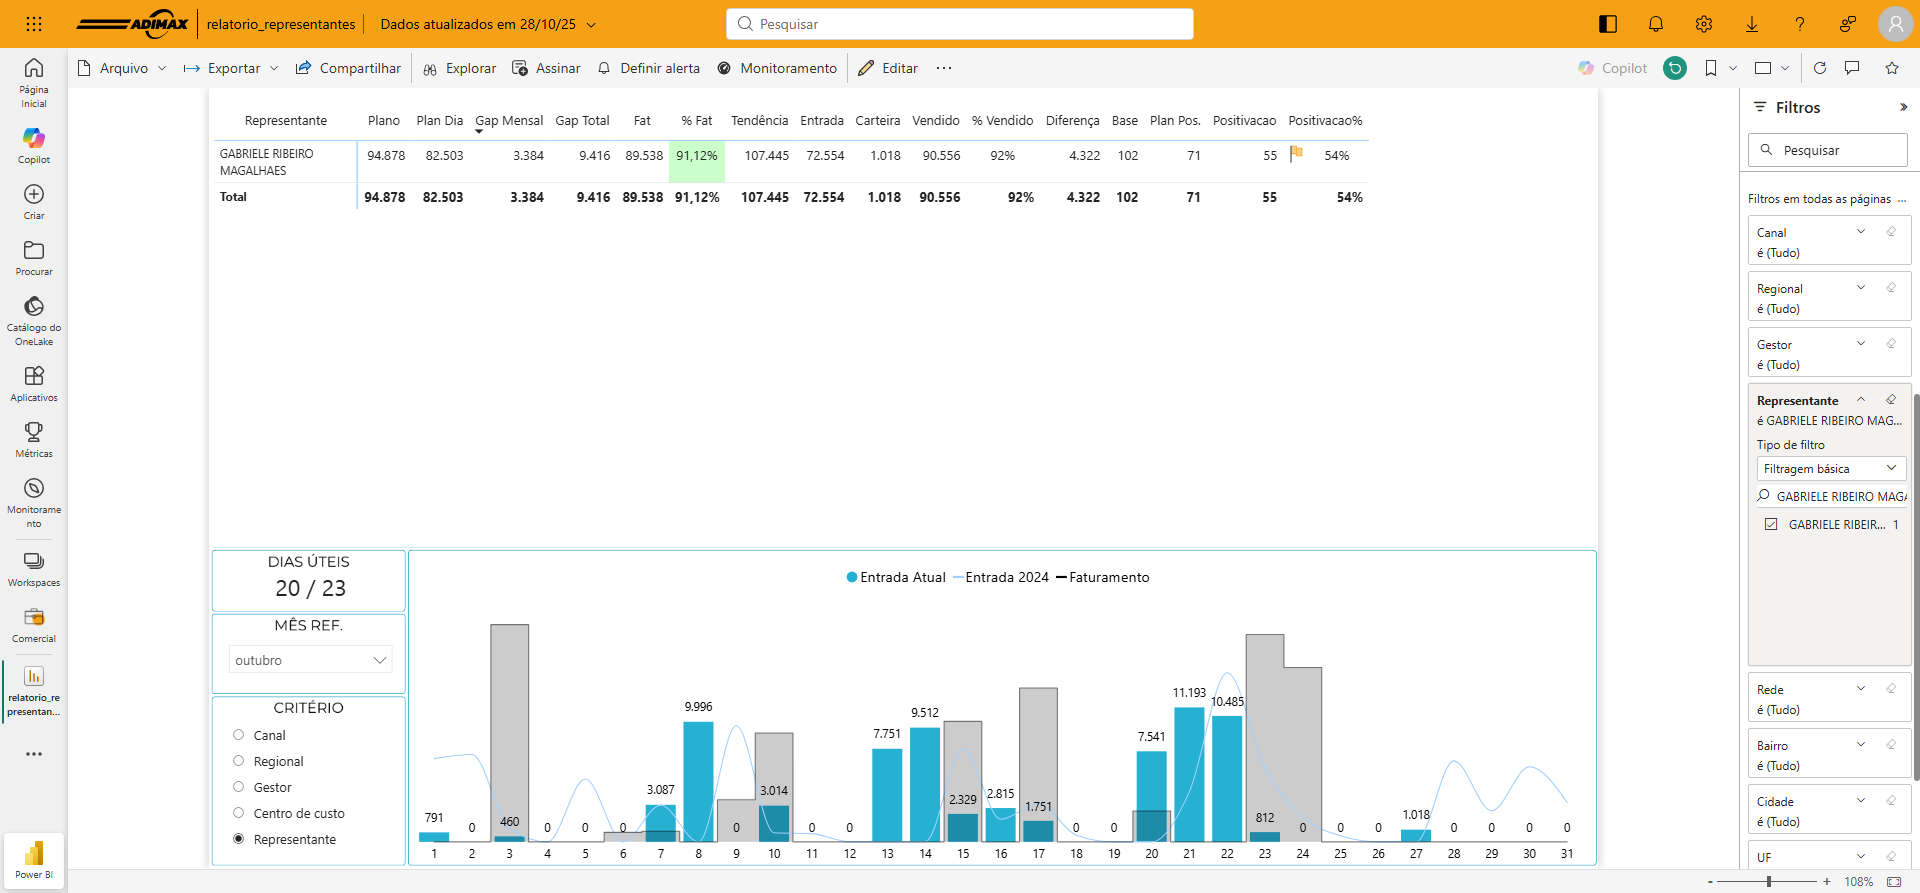 ADIMAX
relatorio_representantes
Dados atualizados em 28/10/25
Pesquisar
Arquivo
Exportar
Compartilhar
Explorar
Assinar
Definir alerta
Monitoramento
Editar
Copilot
Página
Inicial
Copilot
Criar
Procurar
Catálogo do
OneLake
Aplicativos
Métricas
Monitorame
nto
Workspaces
Comercial
relatorio_re
presentan...
Power BI
Representante Plano Plan Dia Gap Mensal Gap Total Fat % Fat Tendência Entrada Carteira Vendido % Vendido Diferença Base Plan Pos. Positivacao Positivacao%
GABRIELE RIBEIRO
MAGALHAES
94.878 82.503 3.384 9.416 89.538 91,12% 107.445 72.554 1.018 90.556 92% 4.322 102 71 55 54%
Total 94.878 82.503 3.384 9.416 89.538 91,12% 107.445 72.554 1.018 90.556 92% 4.322 102 71 55 54%
DIAS ÚTEIS
20 / 23
MÊS REF.
outubro
CRITÉRIO
Canal
Regional
Gestor
Centro de custo
Representante
Entrada Atual Entrada 2024 Faturamento
791 0 460 0 0 0 3.087 9.996 0 3.014 0 0 7.751 9.512 2.329 2.815 1.751 0 0 7.541 11.193 10.485 812 0 0 0 1.018 0 0 0 0
1 2 3 4 5 6 7 8 9 10 11 12 13 14 15 16 17 18 19 20 21 22 23 24 25 26 27 28 29 30 31
Filtros
Pesquisar
Filtros em todas as páginas ...
Canal
é (Tudo)
Regional
é (Tudo)
Gestor
é (Tudo)
Representante
é GABRIELE RIBEIRO MAG...
Tipo de filtro
Filtragem básica
GABRIELE RIBEIRO MAGA
GABRIELE RIBEIR... 1
Rede
é (Tudo)
Bairro
é (Tudo)
Cidade
é (Tudo)
UF
- + 108%